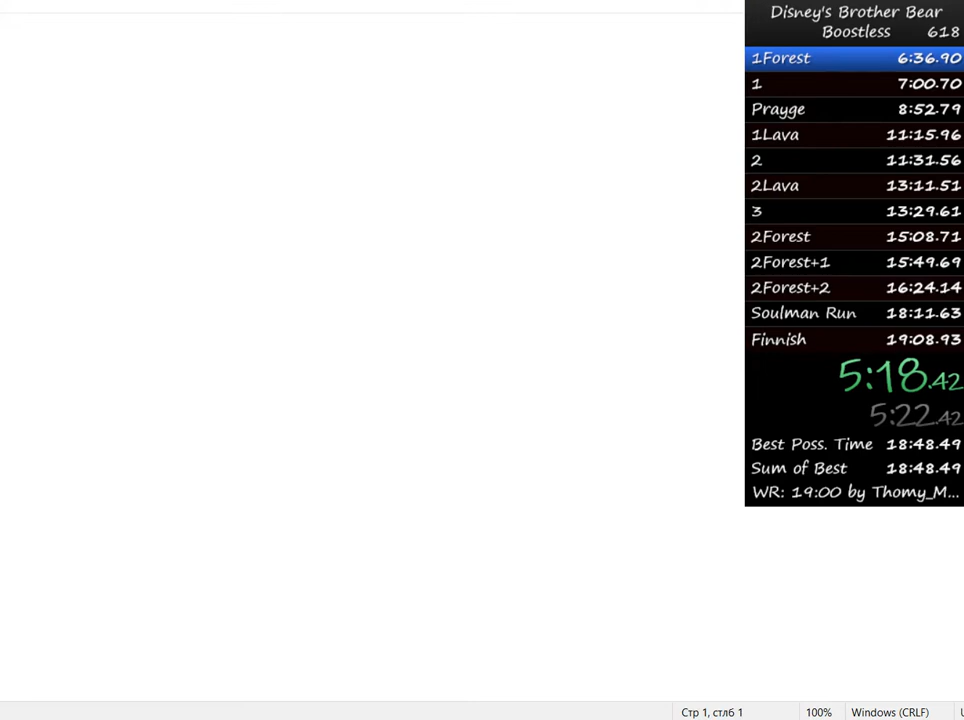 Disney's Brother Bear
Boostless 618
1Forest 6:36.90
1 7:00.70
Prayge 8:52.79
1Lava 11:15.96
2 11:31.56
2Lava 13:11.51
3 13:29.61
2Forest 15:08.71
2Forest+1 15:49.69
2Forest+2 16:24.14
Soulman Run 18:11.63
Finnish 19:08.93
5:18.42
5:22.42
Best Poss. Time 18:48.49
Sum of Best 18:48.49
WR: 19:00 by Thomy_M...
Стр 1, стлб 1 100% Windows (CRLF)